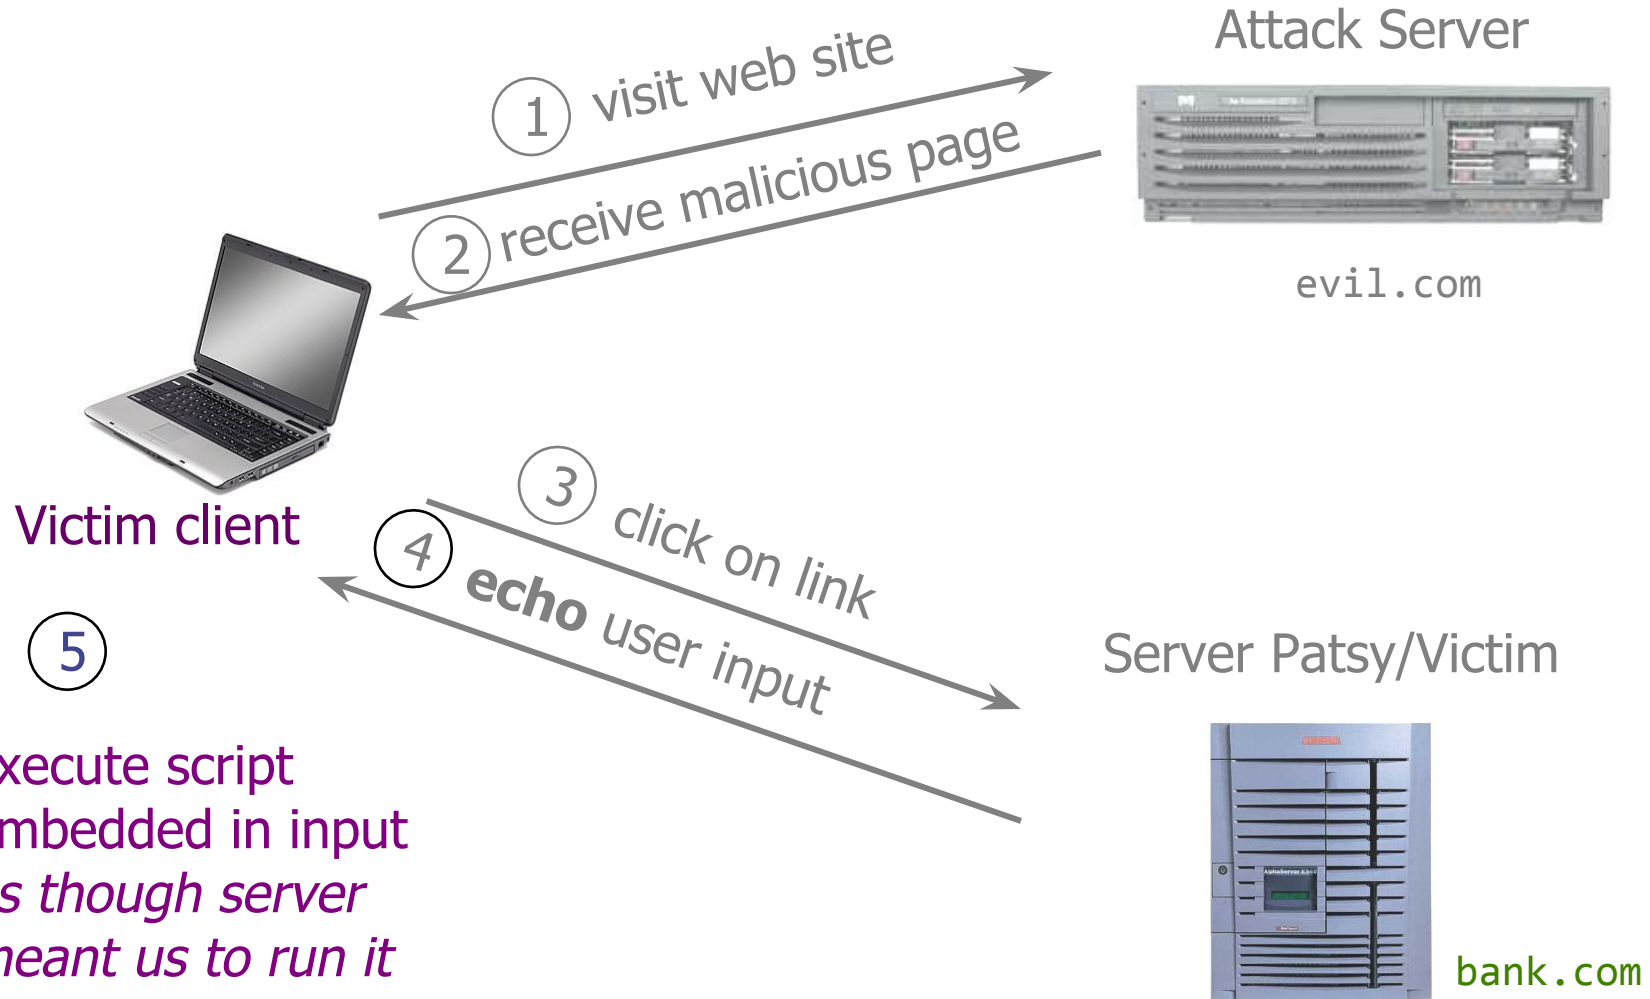 Attack Server
1 visit web site
2 receive malicious page
evil.com
Victim client
3 click on link
4 echo user input
Server Patsy/Victim
5
xecute script
mbedded in input
s though server
meant us to run it
AlphaServer
bank.com